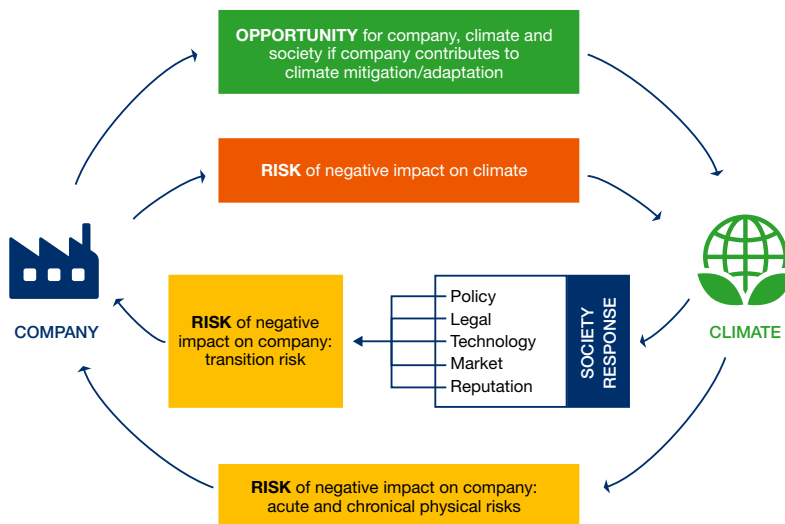 OPPORTUNITY for company, climate and
society if company contributes to
climate mitigation/adaptation
RISK of negative impact on climate
COMPANY
RISK of negative
impact on company:
transition risk
Policy
Legal
Technology
Market
Reputation
SOCIETY
RESPONSE
CLIMATE
RISK of negative impact on company:
acute and chronical physical risks